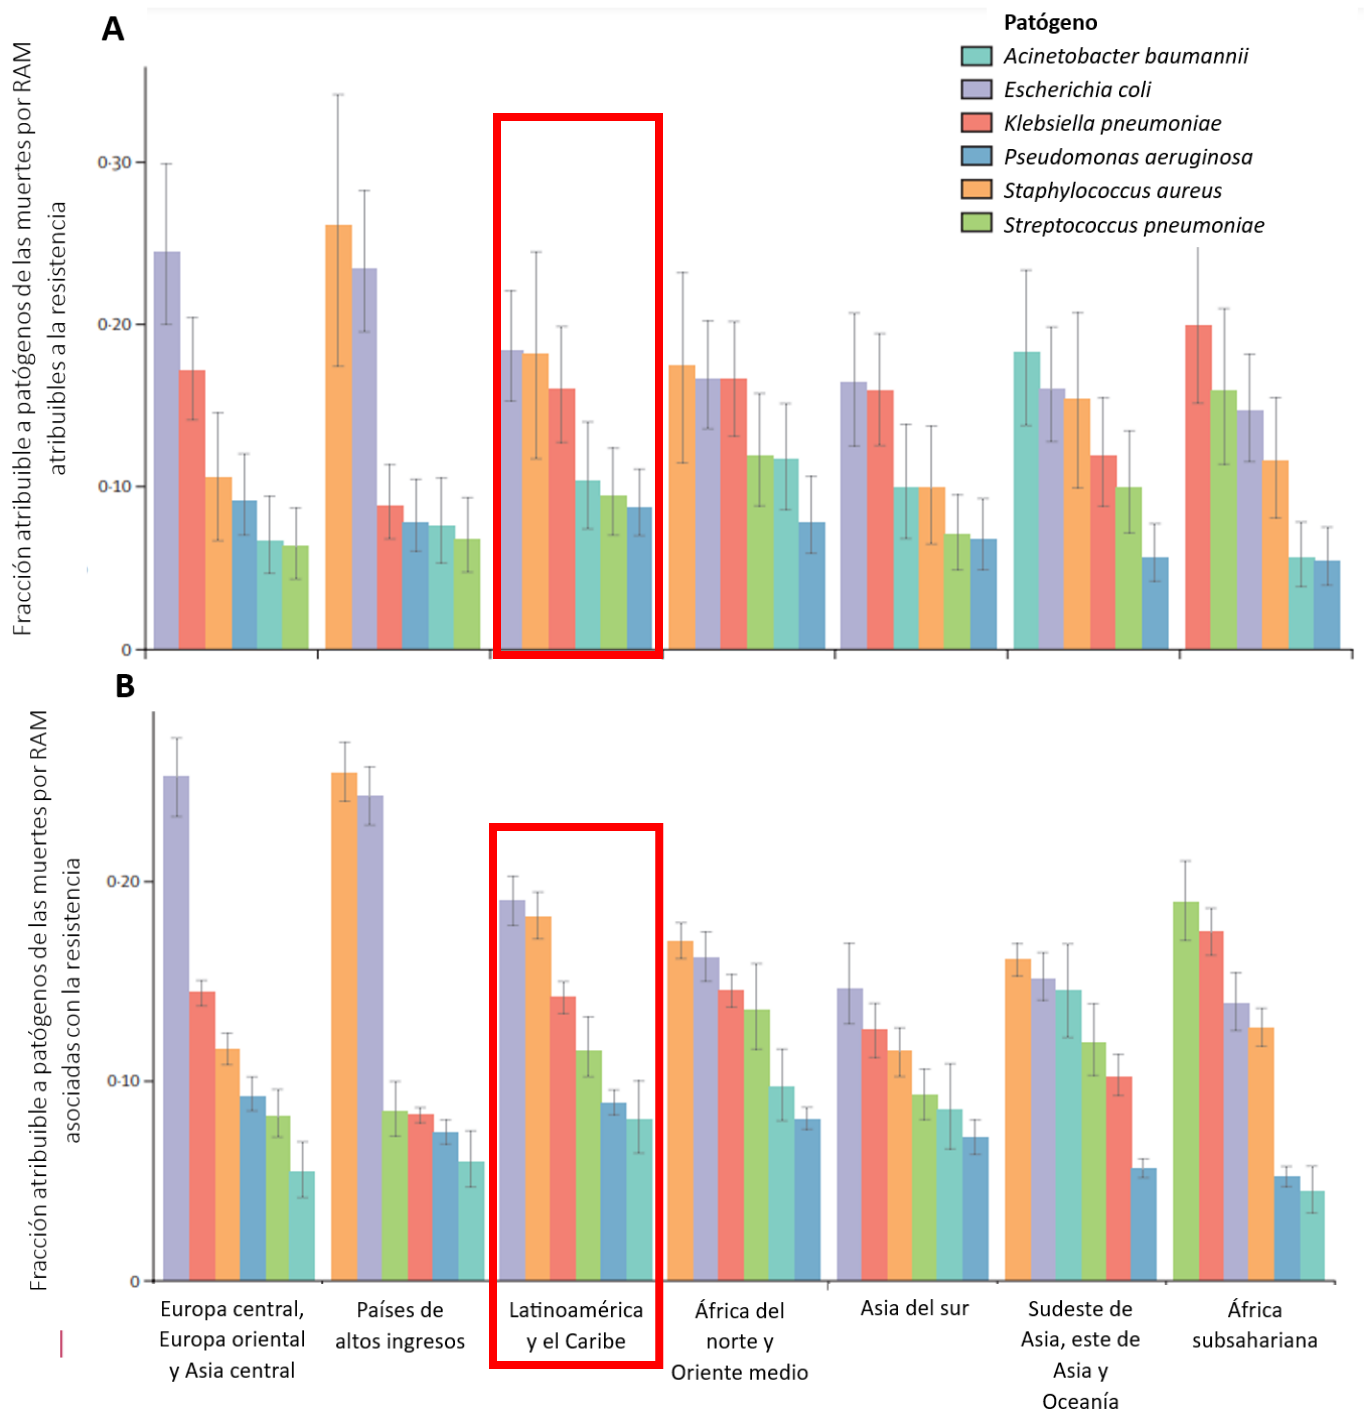 A
Patógeno
Acinetobacter baumannii
Escherichia coli
Klebsiella pneumoniae
Pseudomonas aeruginosa
Staphylococcus aureus
Streptococcus pneumoniae
Fracción atribuible a patógenos de las muertes por RAM
atribuibles a la resistencia
0·30
0·20
0·10
0
B
Fracción atribuible a patógenos de las muertes por RAM
asociadas con la resistencia
0·20
0·10
0
Europa central,
Europa oriental
y Asia central
Países de
altos ingresos
Latinoamérica
y el Caribe
África del
norte y
Oriente medio
Asia del sur
Sudeste de
Asia, este de
Asia y
Oceanía
África
subsahariana